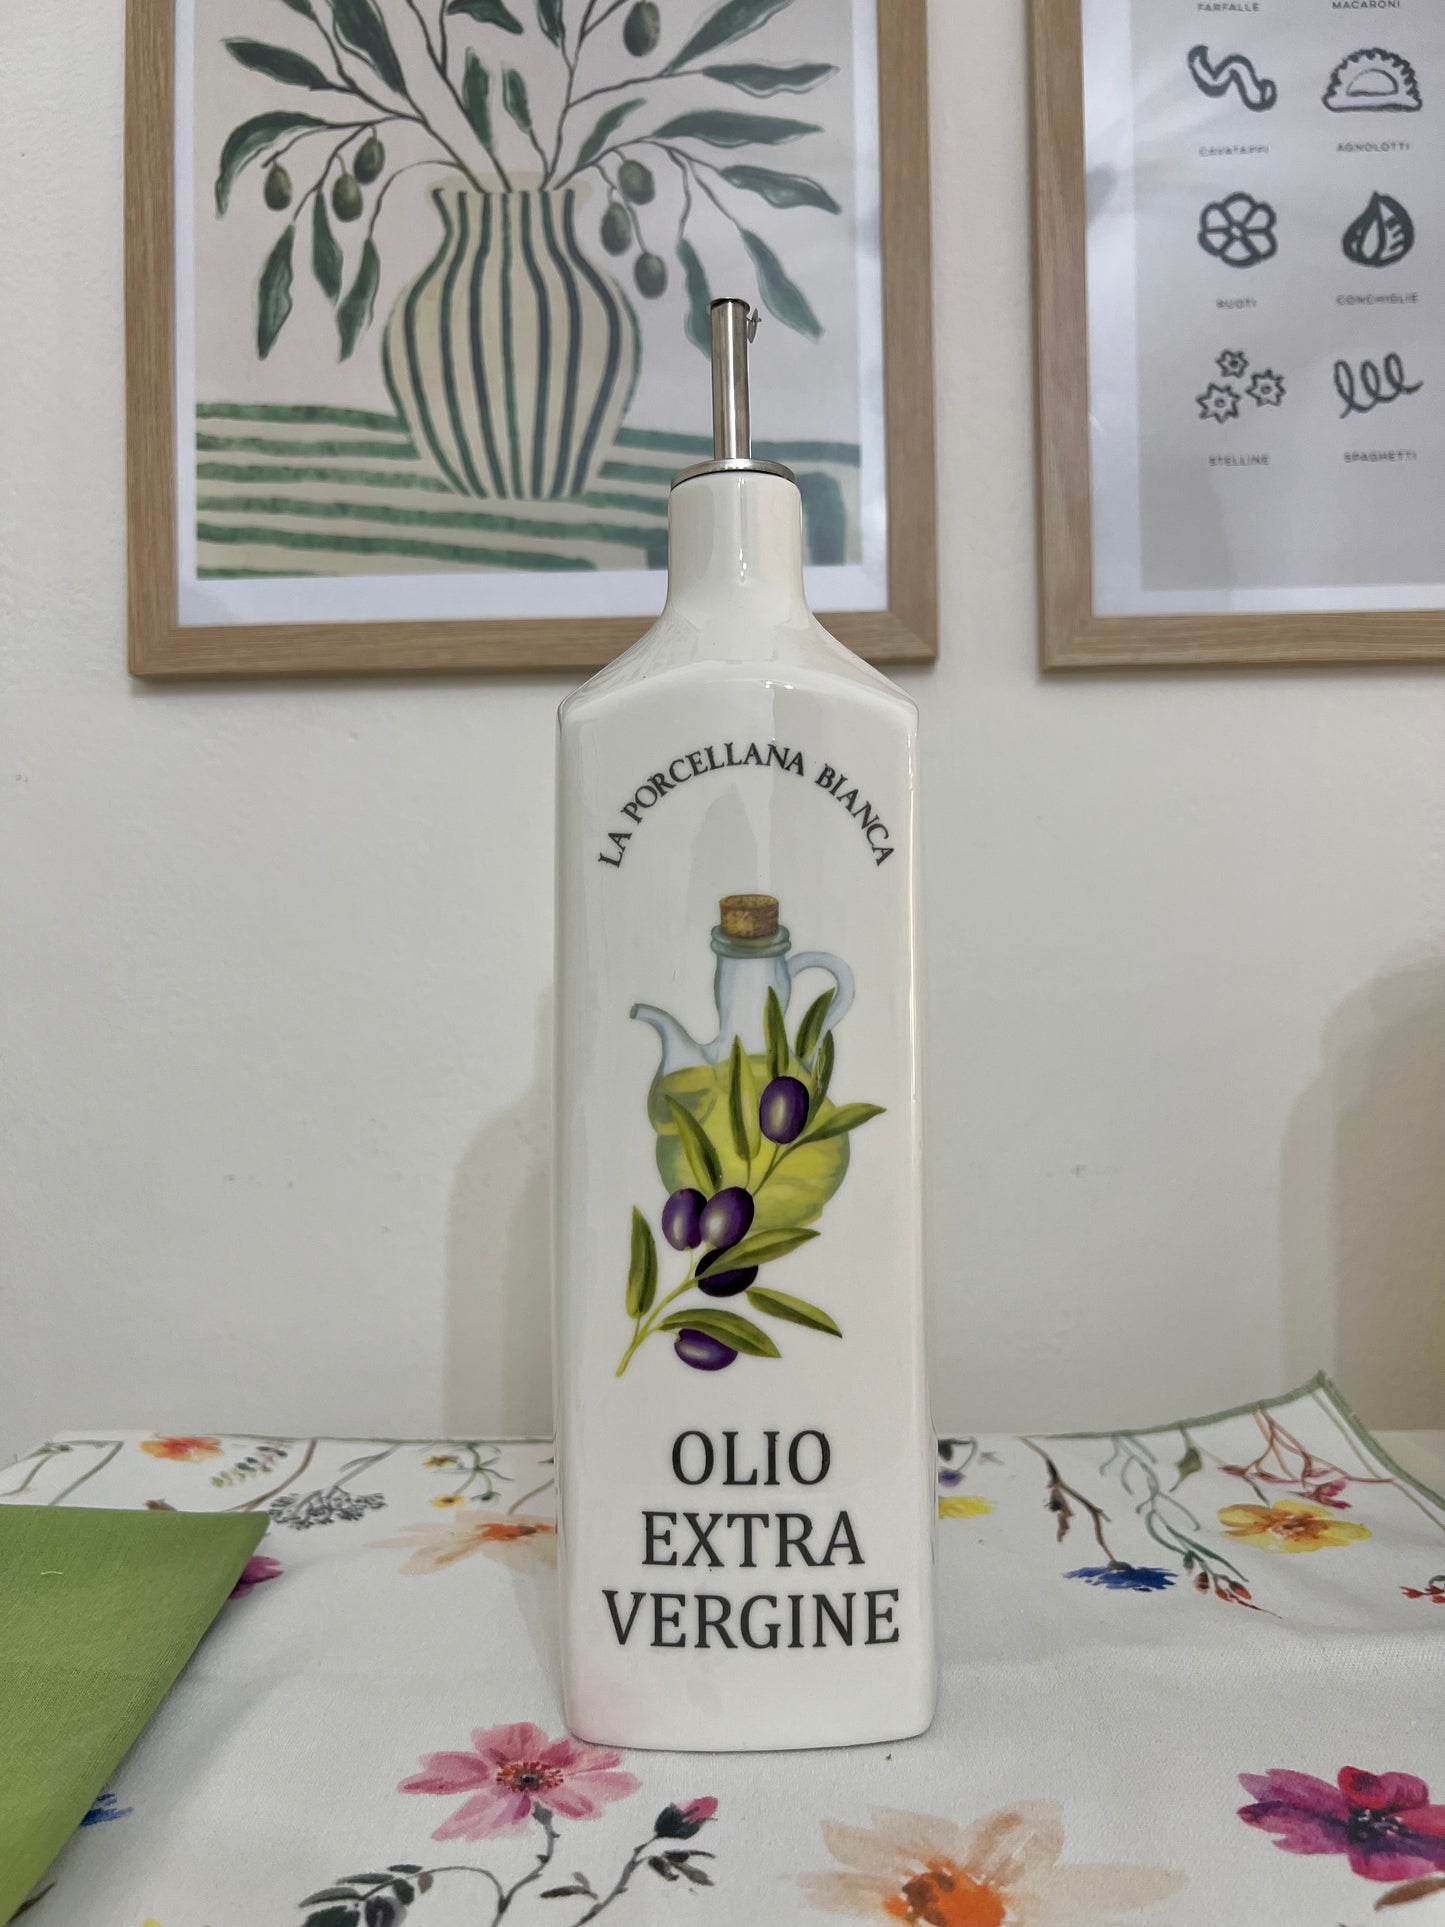 FARFALLE
MACARONI
CAVATAPPI
AGNOLOTTI
RUOTI
CONCHIGLIE
STELLINE
SPAGHETTI
LA PORCELLANA BIANCA
OLIO
EXTRA
VERGINE